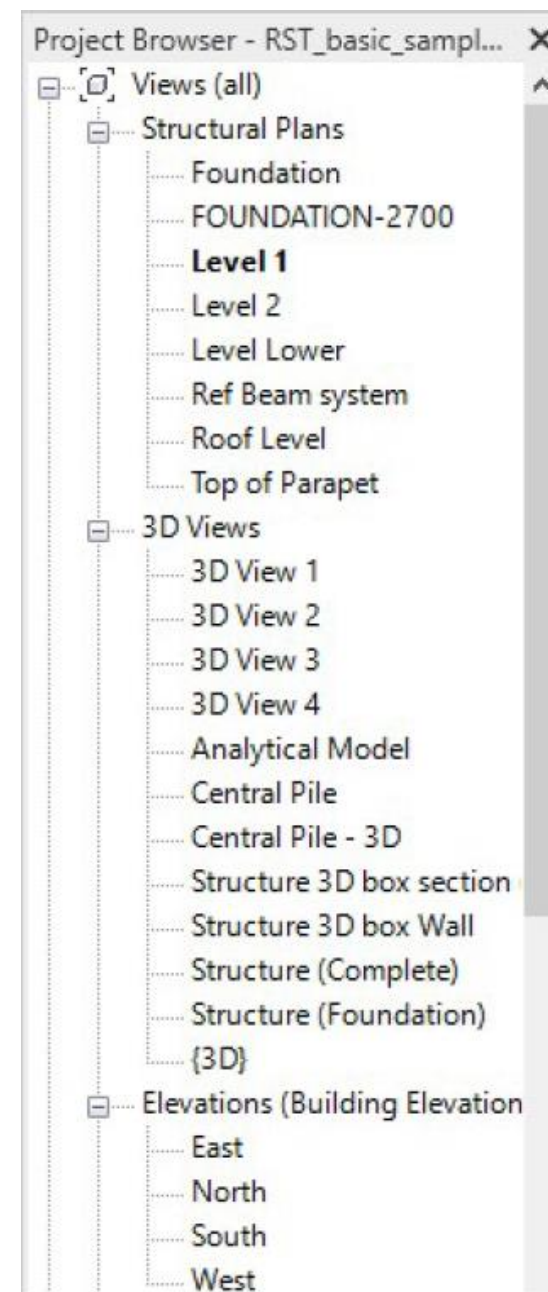 Project Browser - RST_basic_sampl...
Views (all)
Structural Plans
Foundation
FOUNDATION-2700
Level 1
Level 2
Level Lower
Ref Beam system
Roof Level
Top of Parapet
3D Views
3D View 1
3D View 2
3D View 3
3D View 4
Analytical Model
Central Pile
Central Pile - 3D
Structure 3D box section
Structure 3D box Wall
Structure (Complete)
Structure (Foundation)
{3D}
Elevations (Building Elevation
East
North
South
West